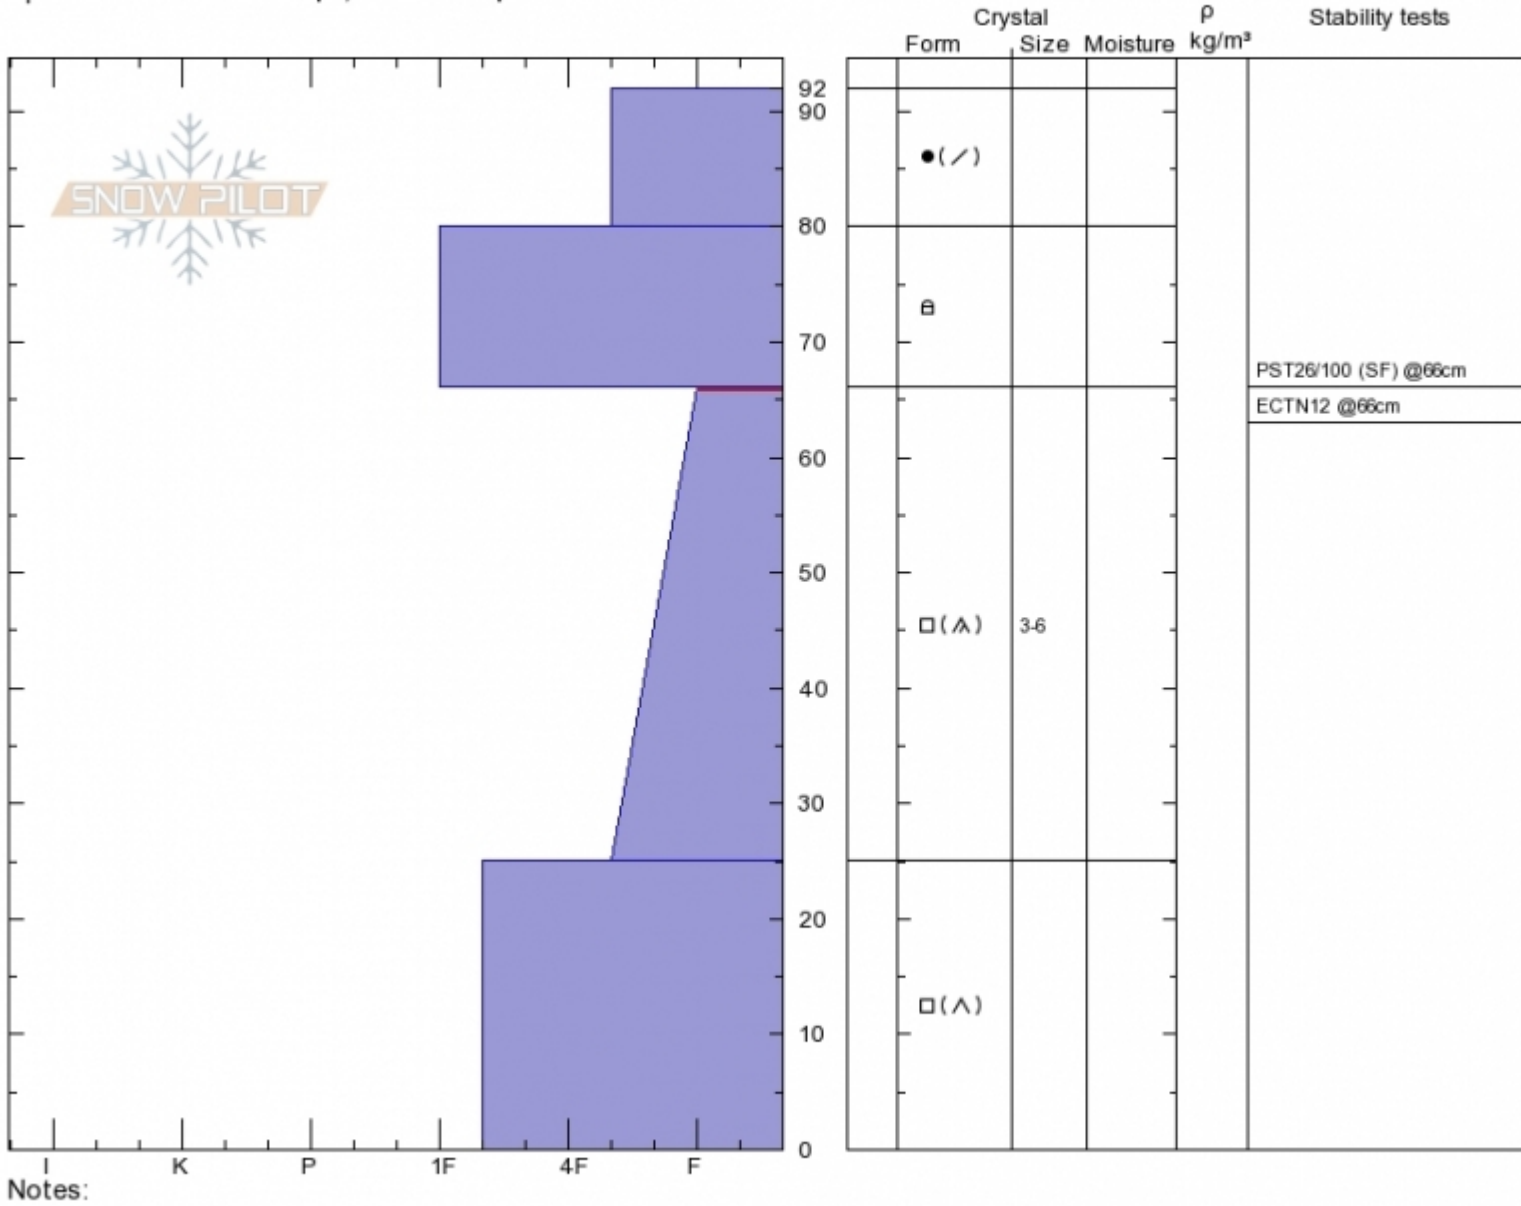 Crystal ρ Stability tests
Form Size Moisture kg/m³
SNOW PILOT
92
90
80
70
PST26/100 (SF) @66cm
ECTN12 @66cm
60
50
3-6
40
30
20
10
0
I K P 1F 4F F
Notes: